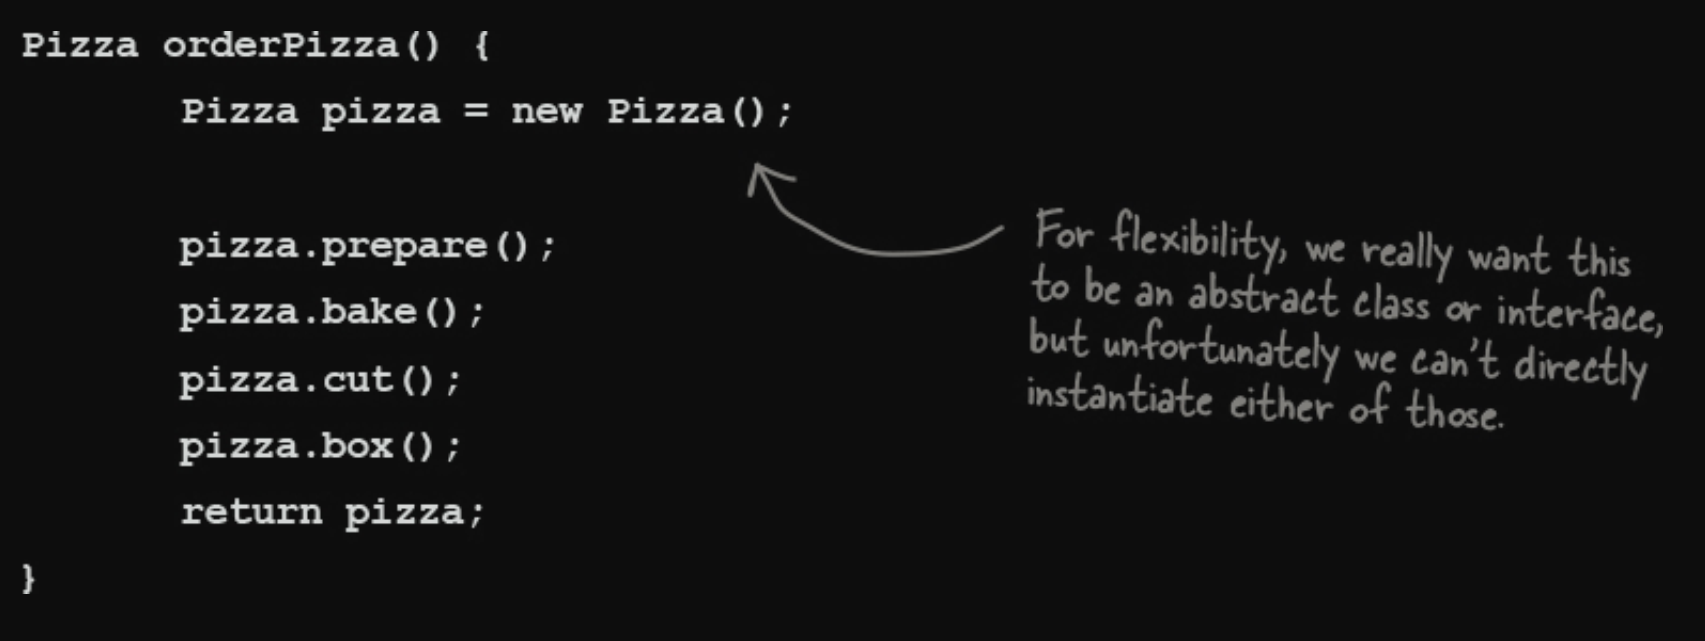 Pizza orderPizza() {
Pizza pizza = new Pizza();
pizza.prepare();
pizza.bake();
pizza.cut();
pizza.box();
return pizza;
}
For flexibility, we really want this
to be an abstract class or interface,
but unfortunately we can't directly
instantiate either of those.